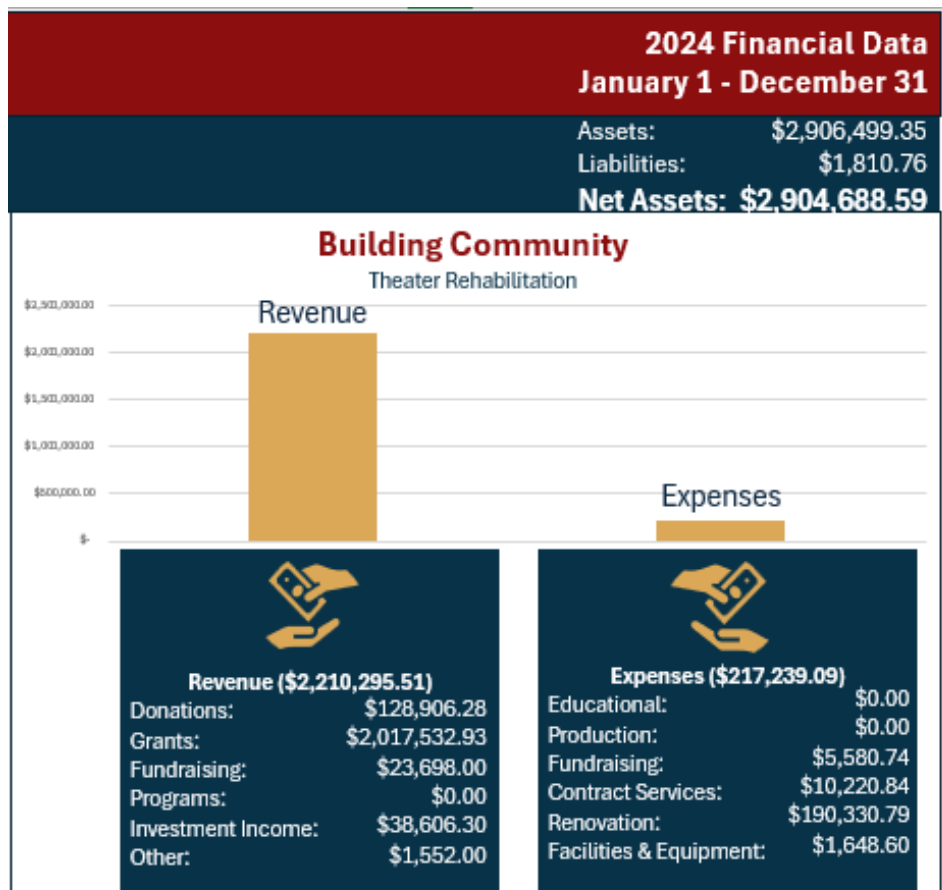 2024 Financial Data
January 1 - December 31
Assets: $2,906,499.35
Liabilities: $1,810.76
Net Assets: $2,904,688.59
Building Community
Theater Rehabilitation
$2,500,000.00
Revenue
$2,000,000.00
$1,500,000.00
$1,000,000.00
$500,000.00
Expenses
$-
Revenue ($2,210,295.51)
Donations: $128,906.28
Grants: $2,017,532.93
Fundraising: $23,698.00
Programs: $0.00
Investment Income: $38,606.30
Other: $1,552.00
Expenses ($217,239.09)
Educational: $0.00
Production: $0.00
Fundraising: $5,580.74
Contract Services: $10,220.84
Renovation: $190,330.79
Facilities & Equipment: $1,648.60